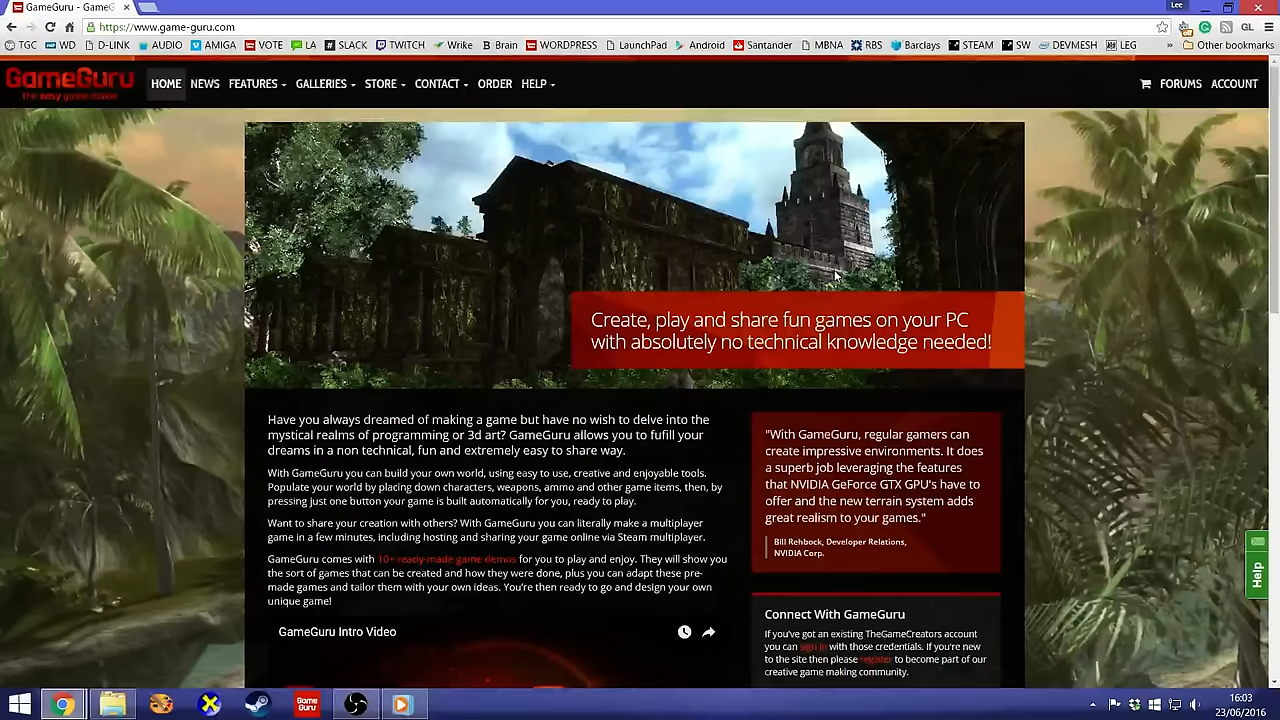 GameGuru - GameG
Lee
https://www.game-guru.com
TGC WD D-LINK AUDIO AMIGA VOTE LA SLACK TWITCH Wrike Brain WORDPRESS LaunchPad Android Santander MBNA RBS Barclays STEAM SW DEVMESH LEG » Other bookmarks
GameGuru
the easy game maker
HOME NEWS FEATURES GALLERIES STORE CONTACT ORDER HELP FORUMS ACCOUNT
Create, play and share fun games on your PC
with absolutely no technical knowledge needed!
Have you always dreamed of making a game but have no wish to delve into the
mystical realms of programming or 3d art? GameGuru allows you to fufill your
dreams in a non technical, fun and extremely easy to share way.
With GameGuru you can build your own world, using easy to use, creative and enjoyable tools.
Populate your world by placing down characters, weapons, ammo and other game items, then, by
pressing just one button your game is built automatically for you, ready to play.
Want to share your creation with others? With GameGuru you can literally make a multiplayer
game in a few minutes, including hosting and sharing your game online via Steam multiplayer.
GameGuru comes with 10+ ready-made game demos for you to play and enjoy. They will show you
the sort of games that can be created and how they were done, plus you can adapt these pre-
made games and tailor them with your own ideas. You're then ready to go and design your own
unique game!
GameGuru Intro Video
"With GameGuru, regular gamers can
create impressive environments. It does
a superb job leveraging the features
that NVIDIA GeForce GTX GPU's have to
offer and the new terrain system adds
great realism to your games."
Bill Rehbock, Developer Relations,
NVIDIA Corp.
Connect With GameGuru
If you've got an existing TheGameCreators account
you can sign in with those credentials. If you're new
to the site then please register to become part of our
creative game making community.
Help
Game
Guru
16:03
23/06/2016